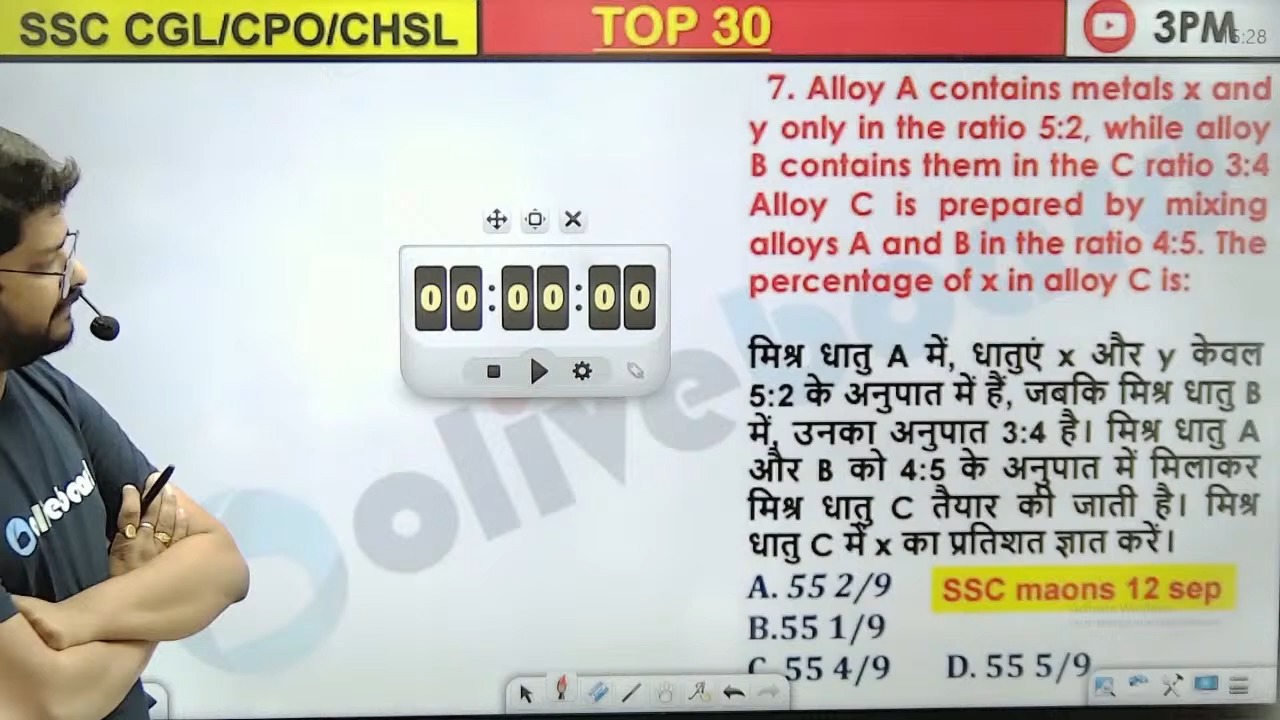 SSC CGL/CPO/CHSL
TOP 30
3PM
:28
7. Alloy A contains metals x and
y only in the ratio 5:2, while alloy
B contains them in the C ratio 3:4
Alloy C is prepared by mixing
alloys A and B in the ratio 4:5. The
percentage of x in alloy C is:
00:00:00
मिश्र धातु A में, धातुएं x और y केवल
5:2 के अनुपात में हैं, जबकि मिश्र धातु B
में, उनका अनुपात 3:4 है। मिश्र धातु A
और B को 4:5 के अनुपात में मिलाकर
मिश्र धातु C तैयार की जाती है। मिश्र
धातु C में x का प्रतिशत ज्ञात करें।
A. 55 2/9
SSC maons 12 sep
B.55 1/9
C. 55 4/9 D. 55 5/9
oliveboard
olleboard